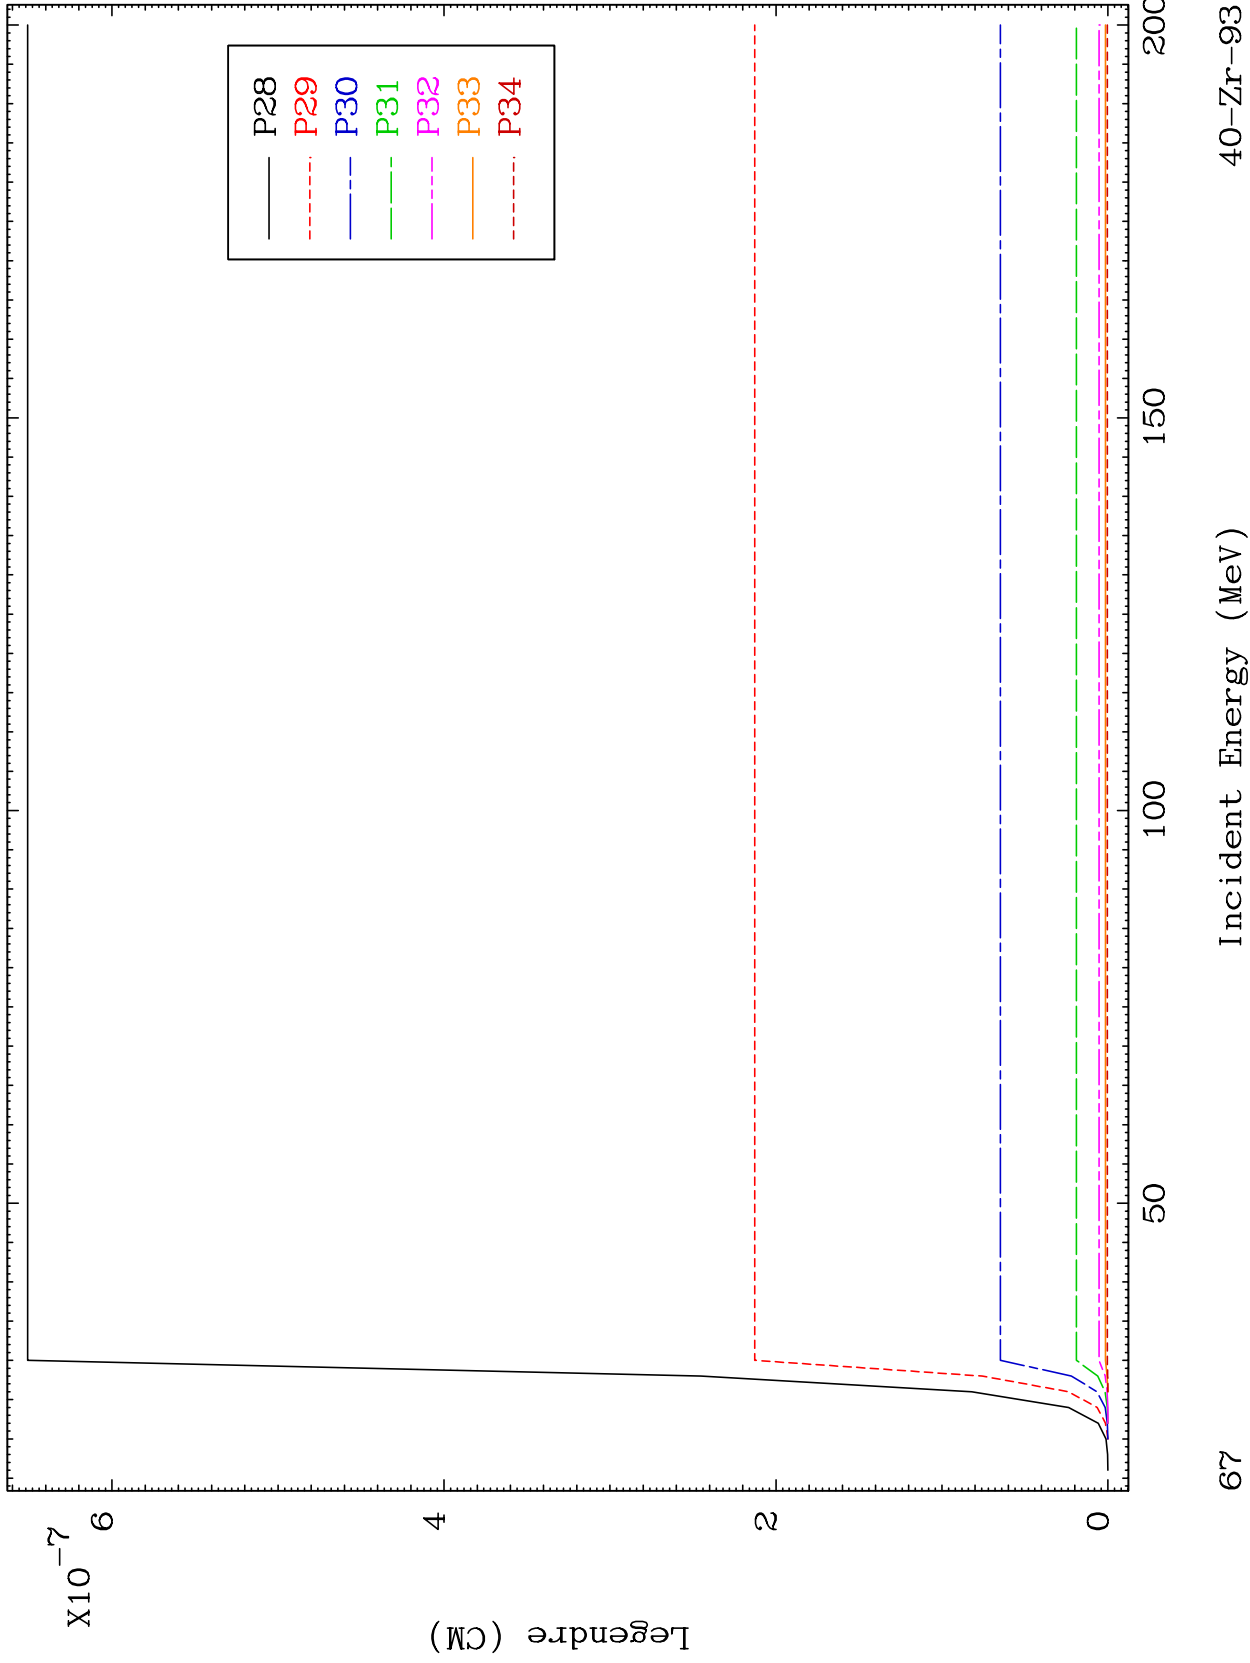 X10-7
6
4
2
0
Legendre (CM)
P28
P29
P30
P31
P32
P33
P34
50
100
150
200
Incident Energy (MeV)
67
40-Zr-93